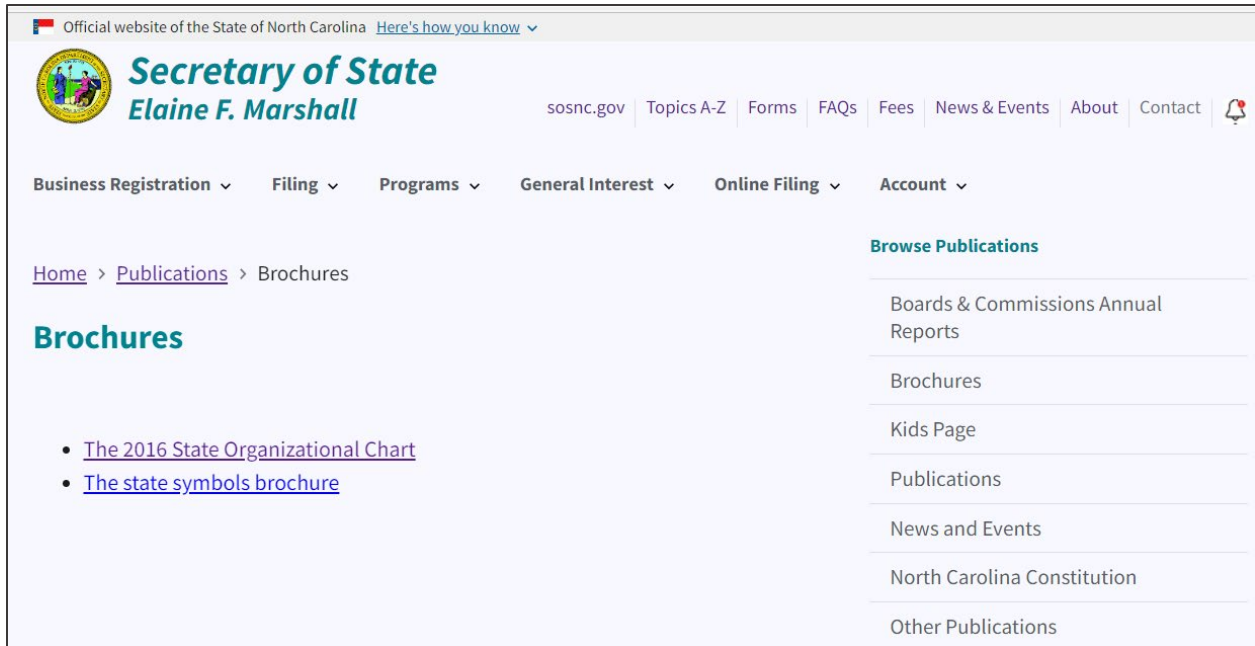 Official website of the State of North Carolina Here's how you know
Secretary of State
Elaine F. Marshall
sosnc.gov Topics A-Z Forms FAQs Fees News & Events About Contact
Business Registration Filing Programs General Interest Online Filing Account
Home > Publications > Brochures
Brochures
• The 2016 State Organizational Chart
• The state symbols brochure
Browse Publications
Boards & Commissions Annual
Reports
Brochures
Kids Page
Publications
News and Events
North Carolina Constitution
Other Publications